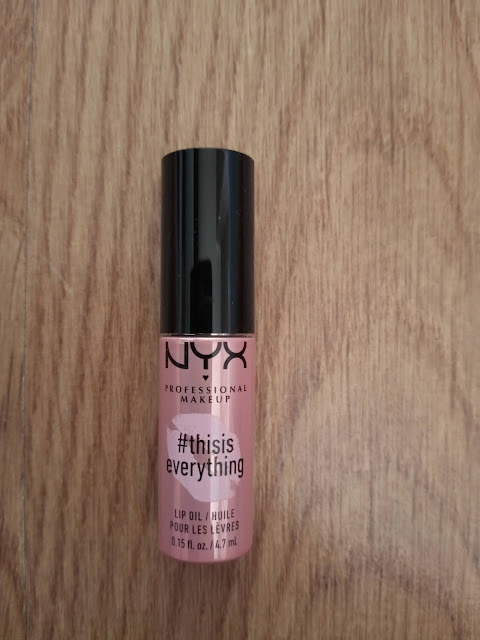 NYX
PROFESSIONAL
MAKEUP
#thisis
everything
LIP OIL / HUILE
POUR LES LÈVRES
0.15 fl. oz. / 4.7 mL